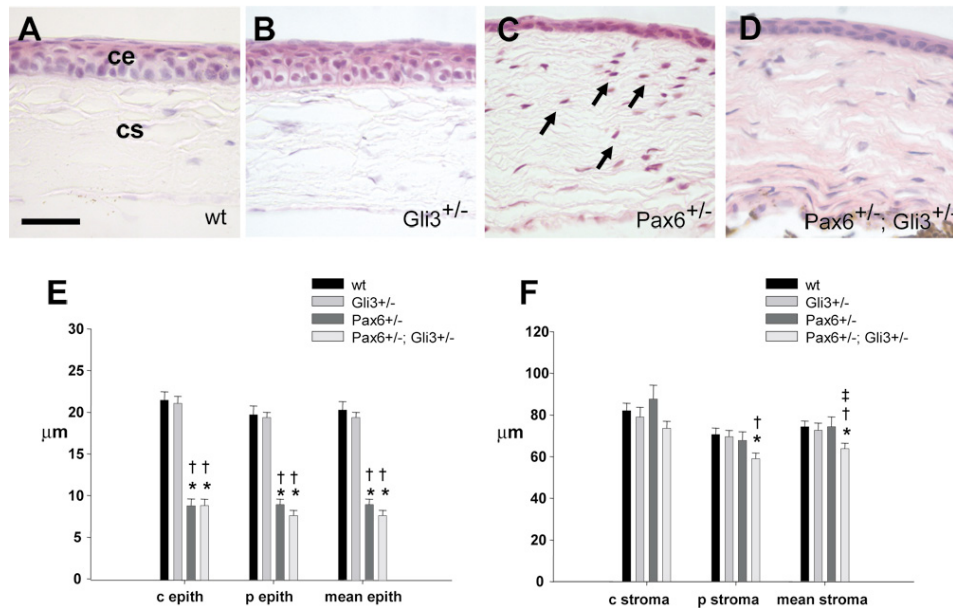 A
B
C
D
ce
cs
wt
Gli3+/-
Pax6+/-
Pax6+/-; Gli3+/-
E
wt
Gli3+/-
Pax6+/-
Pax6+/-; Gli3+/-
30
25
20
μm
15
10
5
0
† †
* *
† †
* *
† †
* *
c epith p epith mean epith
F
wt
Gli3+/-
Pax6+/-
Pax6+/-; Gli3+/-
120
100
80
μm
60
40
20
0
†
*
‡
†
*
c stroma p stroma mean stroma